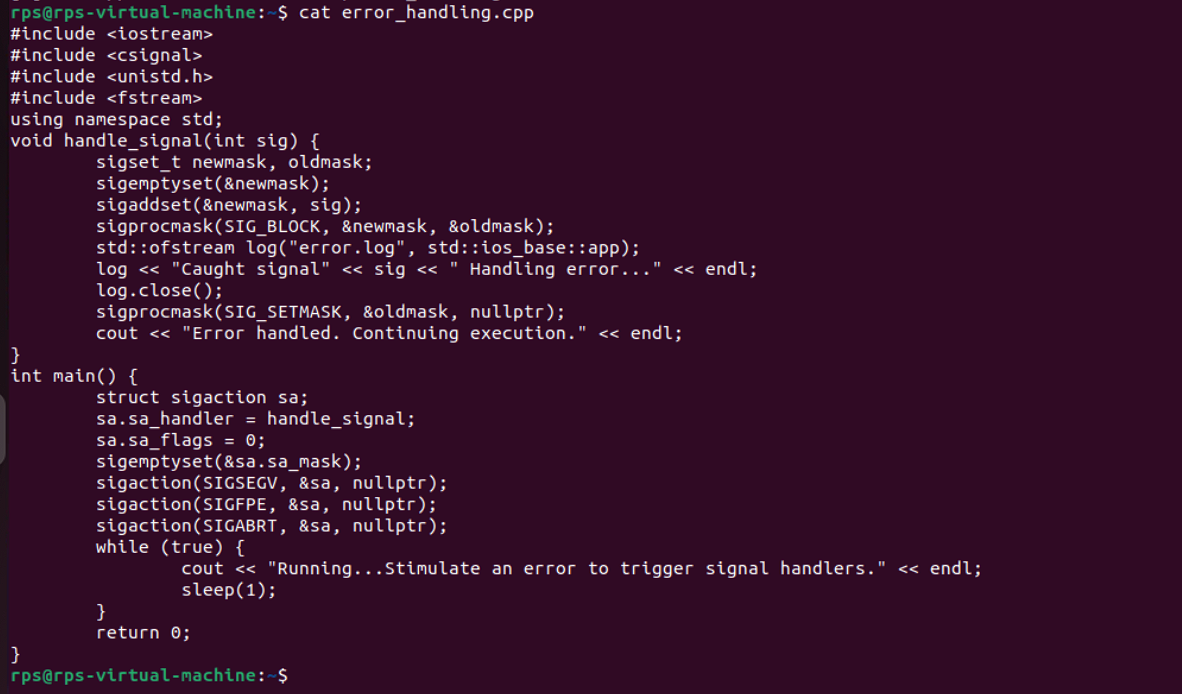 rps@rps-virtual-machine:~$ cat error_handling.cpp
#include <iostream>
#include <csignal>
#include <unistd.h>
#include <fstream>
using namespace std;
void handle_signal(int sig) {
        sigset_t newmask, oldmask;
        sigemptyset(&newmask);
        sigaddset(&newmask, sig);
        sigprocmask(SIG_BLOCK, &newmask, &oldmask);
        std::ofstream log("error.log", std::ios_base::app);
        log << "Caught signal" << sig << " Handling error..." << endl;
        log.close();
        sigprocmask(SIG_SETMASK, &oldmask, nullptr);
        cout << "Error handled. Continuing execution." << endl;
}
int main() {
        struct sigaction sa;
        sa.sa_handler = handle_signal;
        sa.sa_flags = 0;
        sigemptyset(&sa.sa_mask);
        sigaction(SIGSEGV, &sa, nullptr);
        sigaction(SIGFPE, &sa, nullptr);
        sigaction(SIGABRT, &sa, nullptr);
        while (true) {
                cout << "Running...Stimulate an error to trigger signal handlers." << endl;
                sleep(1);
        }
        return 0;
}
rps@rps-virtual-machine:~$